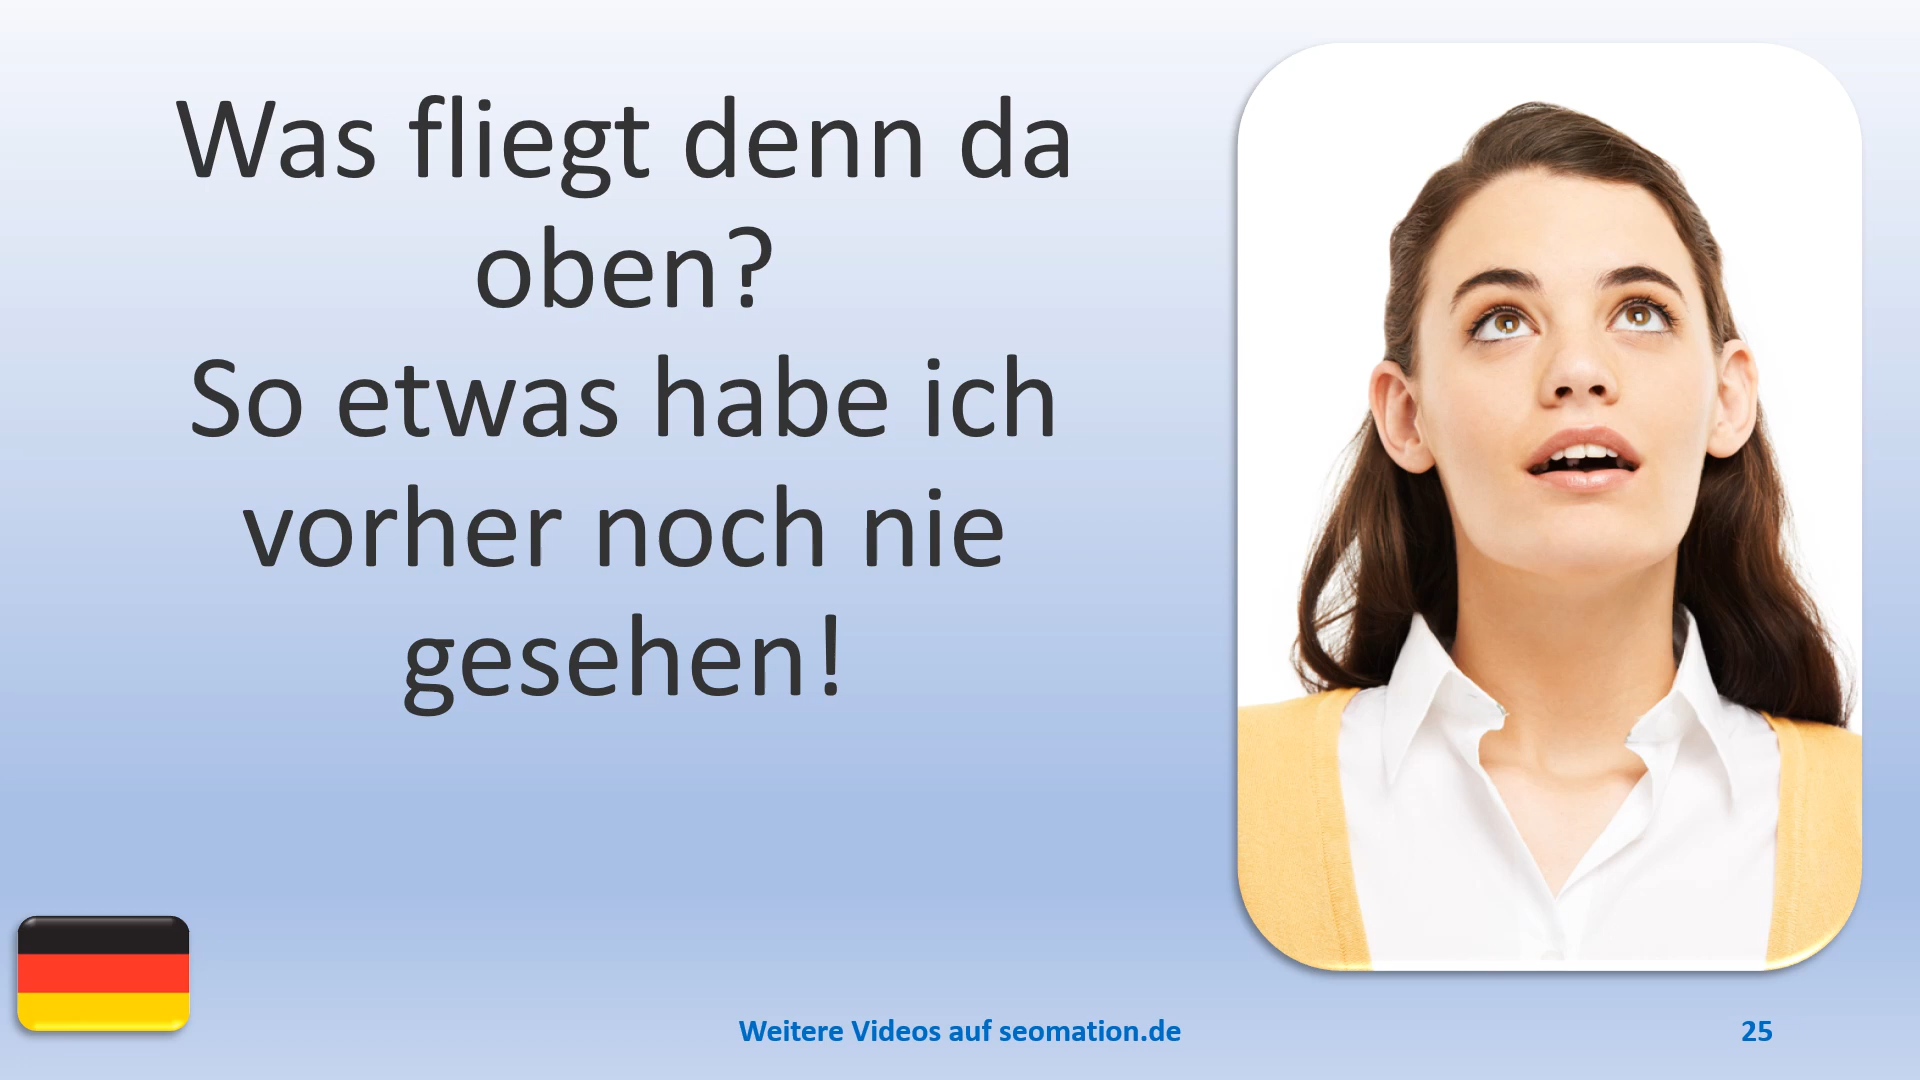 Was fliegt denn da
oben?
So etwas habe ich
vorher noch nie
gesehen!
Weitere Videos auf seomation.de
25